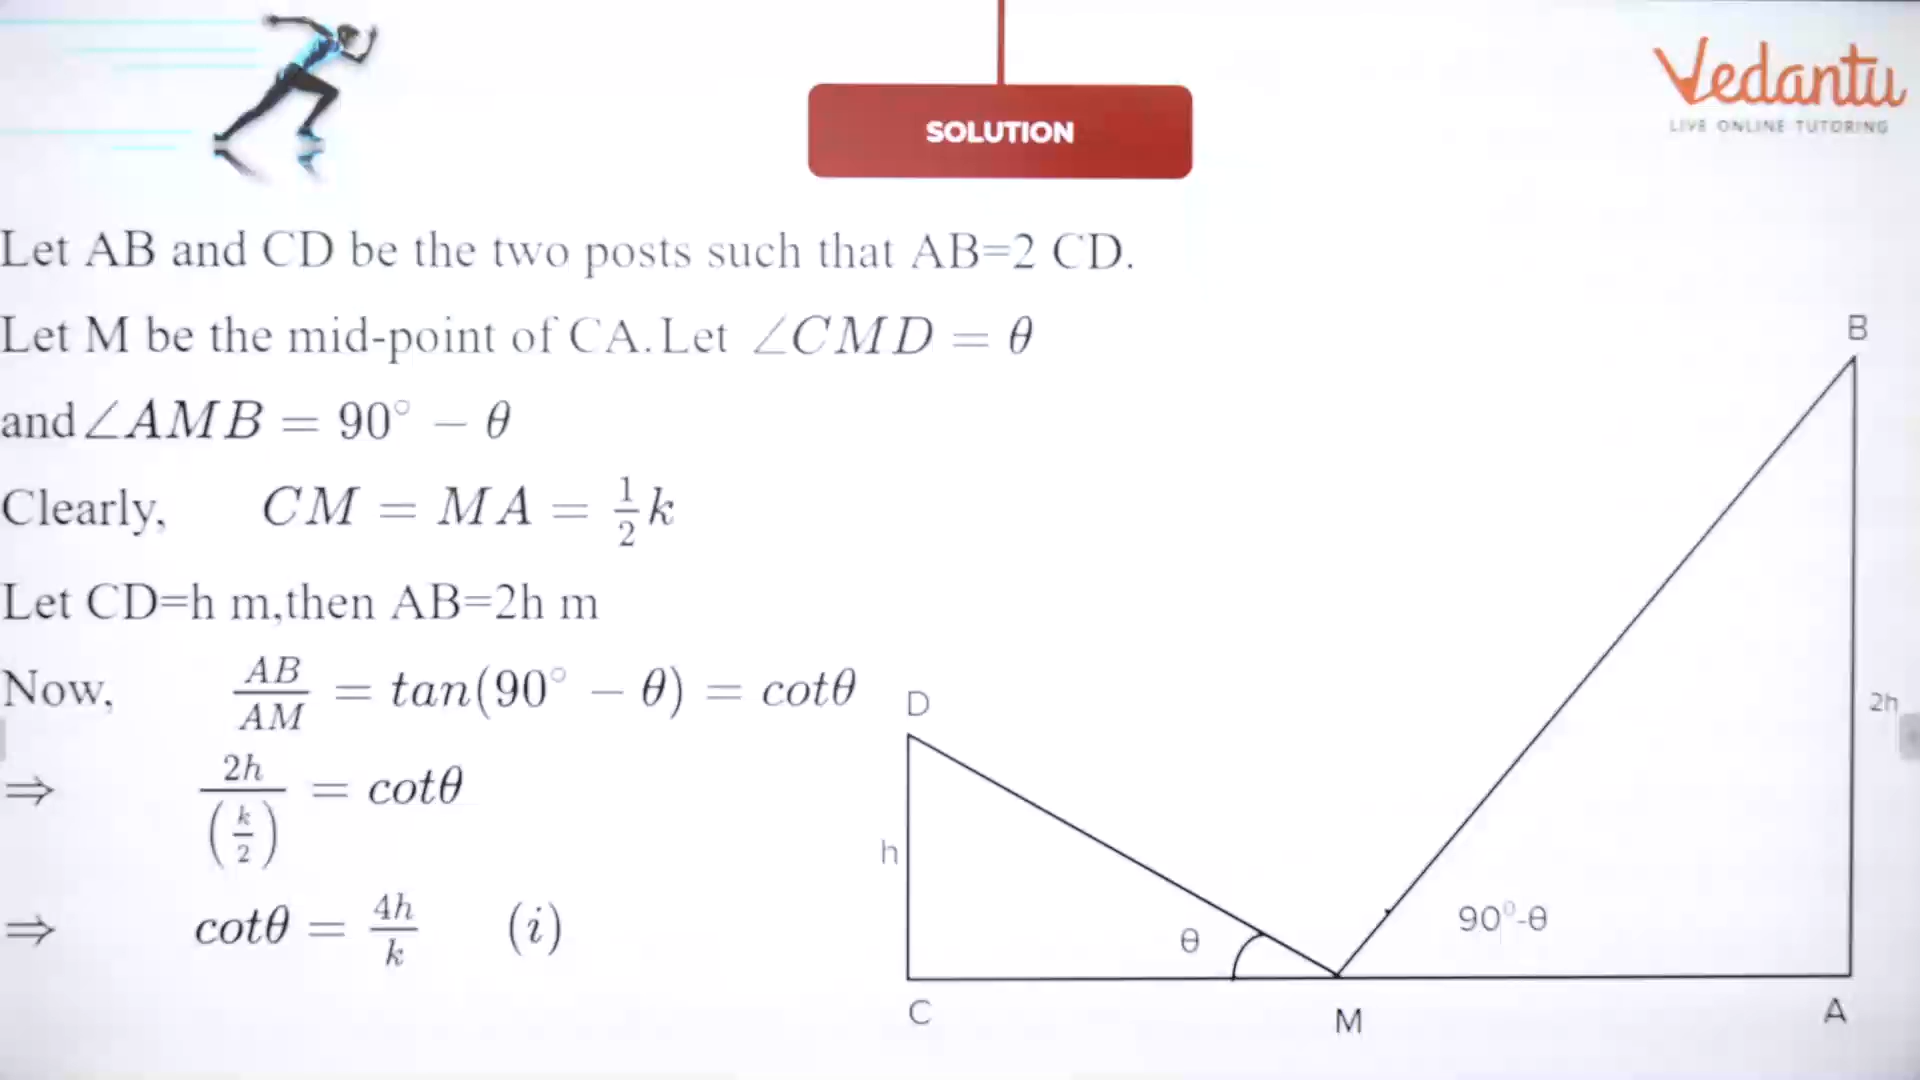 SOLUTION
Vedantu
LIVE ONLINE TUTORING
Let AB and CD be the two posts such that AB=2 CD.
Let M be the mid-point of CA.Let ∠CMD = θ
and ∠AMB = 90° − θ
Clearly, CM = MA = 1/2 k
Let CD=h m,then AB=2h m
Now, AB/AM = tan(90° − θ) = cotθ
⇒ 2h/(k/2) = cotθ
⇒ cotθ = 4h/k (i)
B
D
2h
h
θ
90°-θ
C
M
A